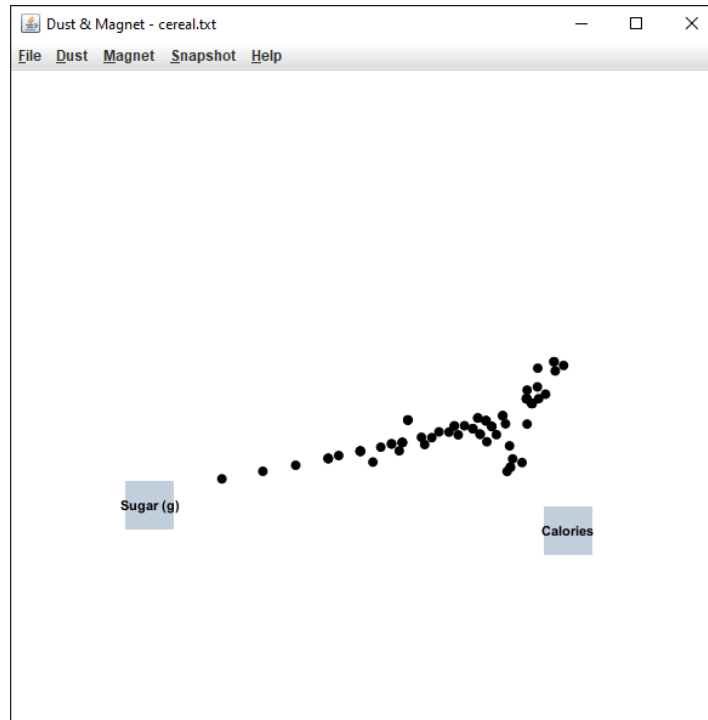 Dust & Magnet - cereal.txt
File Dust Magnet Snapshot Help
Sugar (g)
Calories